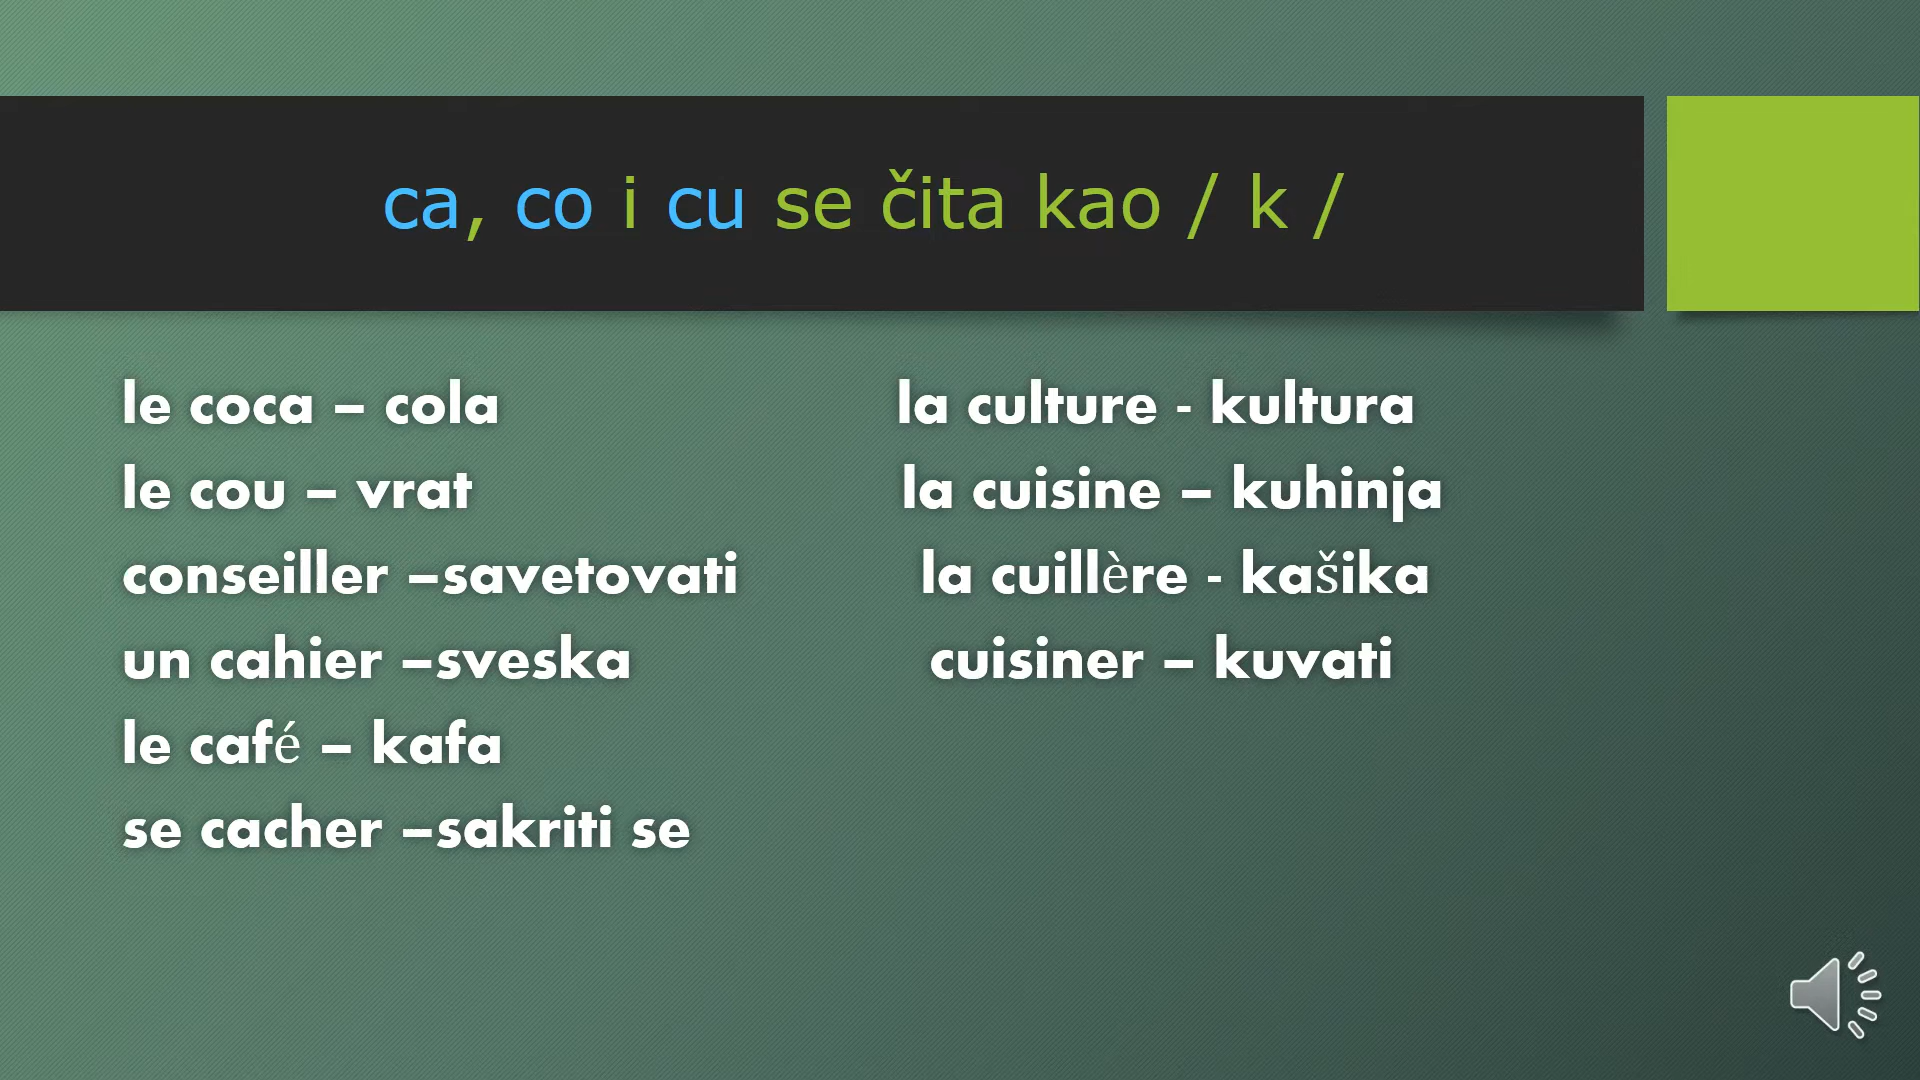 ca, co i cu se čita kao / k /
le coca – cola
le cou – vrat
conseiller –savetovati
un cahier –sveska
le café – kafa
se cacher –sakriti se
la culture - kultura
la cuisine – kuhinja
la cuillère - kašika
cuisiner – kuvati